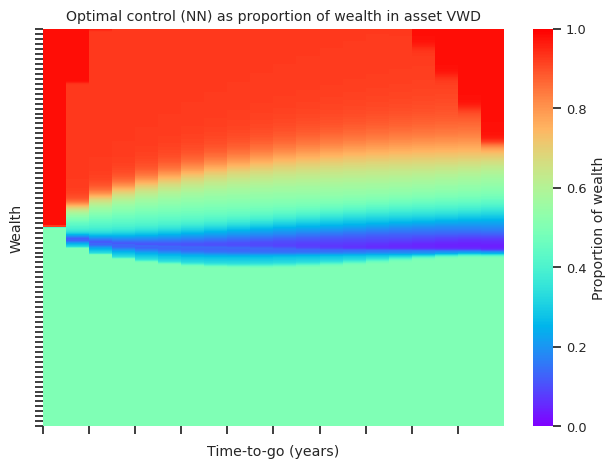 Optimal control (NN) as proportion of wealth in asset VWD
Wealth
Time-to-go (years)
1.0
0.8
0.6
0.4
0.2
0.0
Proportion of wealth